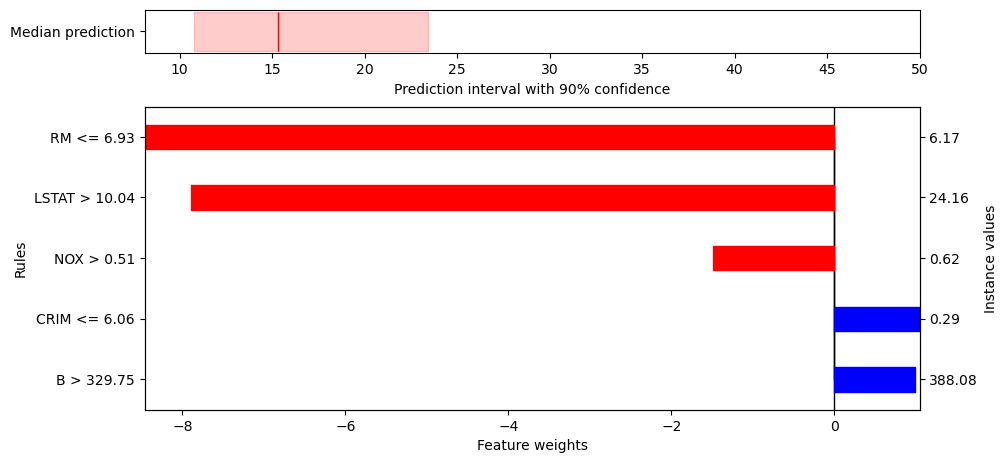 Median prediction
10 15 20 25 30 35 40 45 50
Prediction interval with 90% confidence
Rules
RM <= 6.93 6.17
LSTAT > 10.04 24.16
NOX > 0.51 0.62
CRIM <= 6.06 0.29
B > 329.75 388.08
Instance values
−8 −6 −4 −2 0
Feature weights